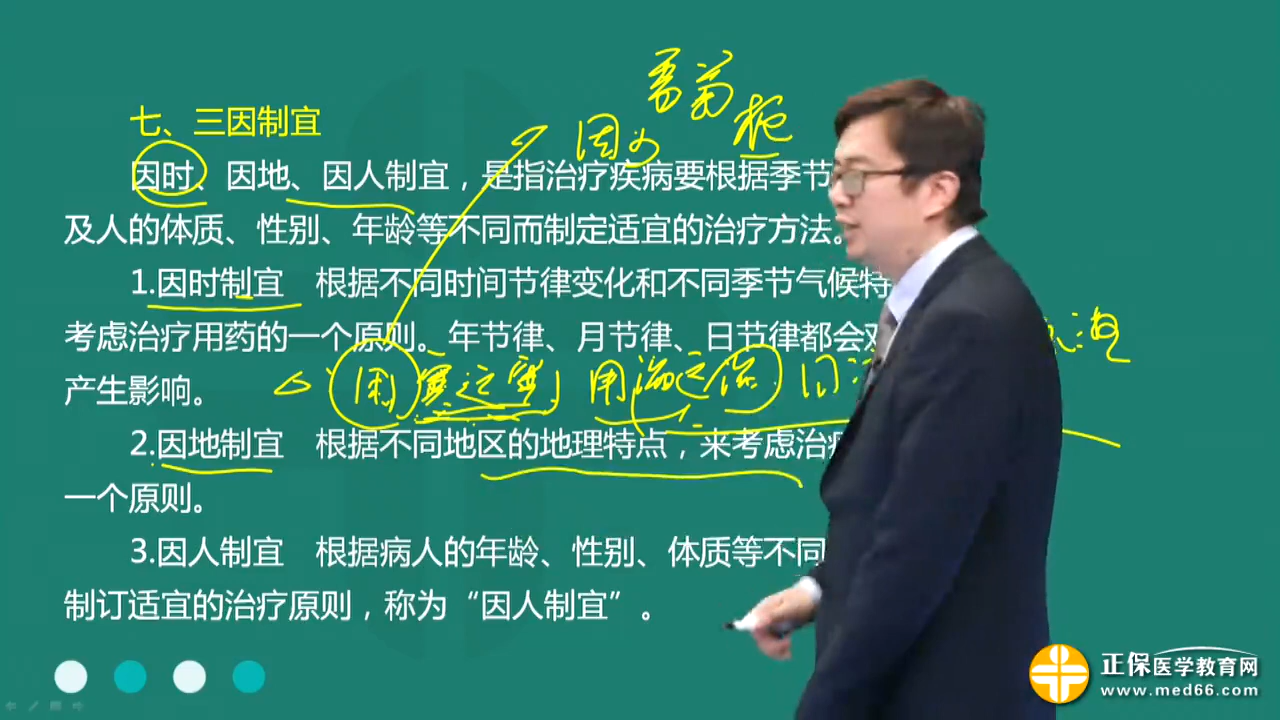 七、三因制宜
因时、因地、因人制宜，是指治疗疾病要根据季节
及人的体质、性别、年龄等不同而制定适宜的治疗方法。
1.因时制宜 根据不同时间节律变化和不同季节气候特
考虑治疗用药的一个原则。年节律、月节律、日节律都会对
产生影响。
用寒远寒 用温远
2.因地制宜 根据不同地区的地理特点，来考虑治疗
一个原则。
3.因人制宜 根据病人的年龄、性别、体质等不同
制订适宜的治疗原则，称为“因人制宜”。
正保医学教育网
www.med66.com